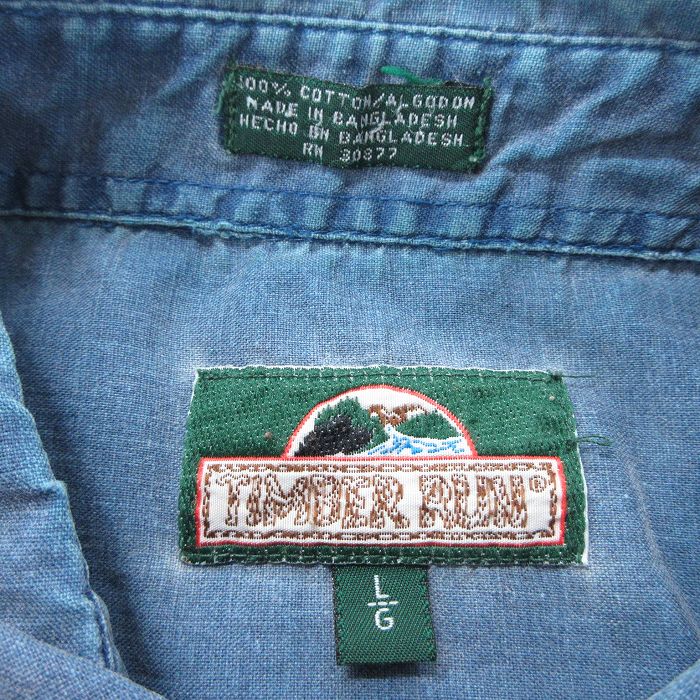 100% COTTON/ALGODON
MADE IN BANGLADESH
HECHO EN BANGLADESH
RN 30877
TIMBER RUN®
L
G